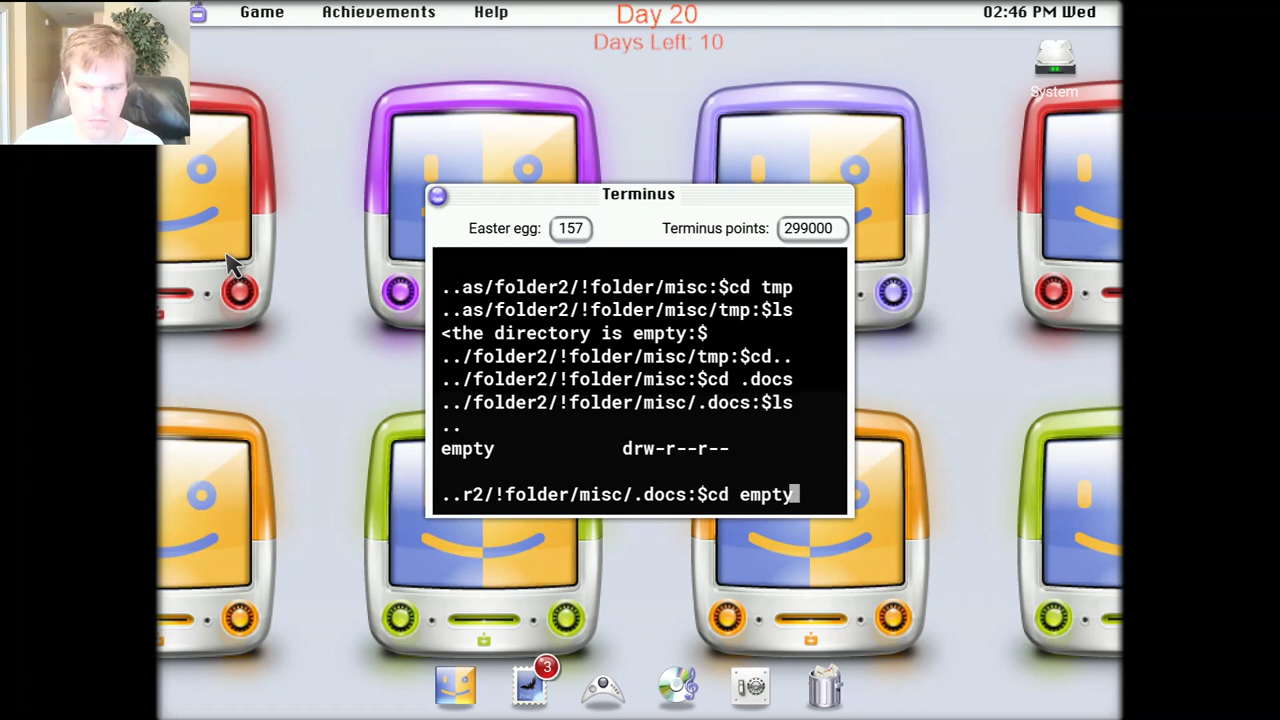 Game Achievements Help Day 20 02:46 PM Wed
Days Left: 10
System
Terminus
Easter egg: 157 Terminus points: 299000
..as/folder2/!folder/misc:$cd tmp
..as/folder2/!folder/misc/tmp:$ls
<the directory is empty:$
../folder2/!folder/misc/tmp:$cd..
../folder2/!folder/misc:$cd .docs
../folder2/!folder/misc/.docs:$ls
..
empty drw-r--r--
..r2/!folder/misc/.docs:$cd empty
3